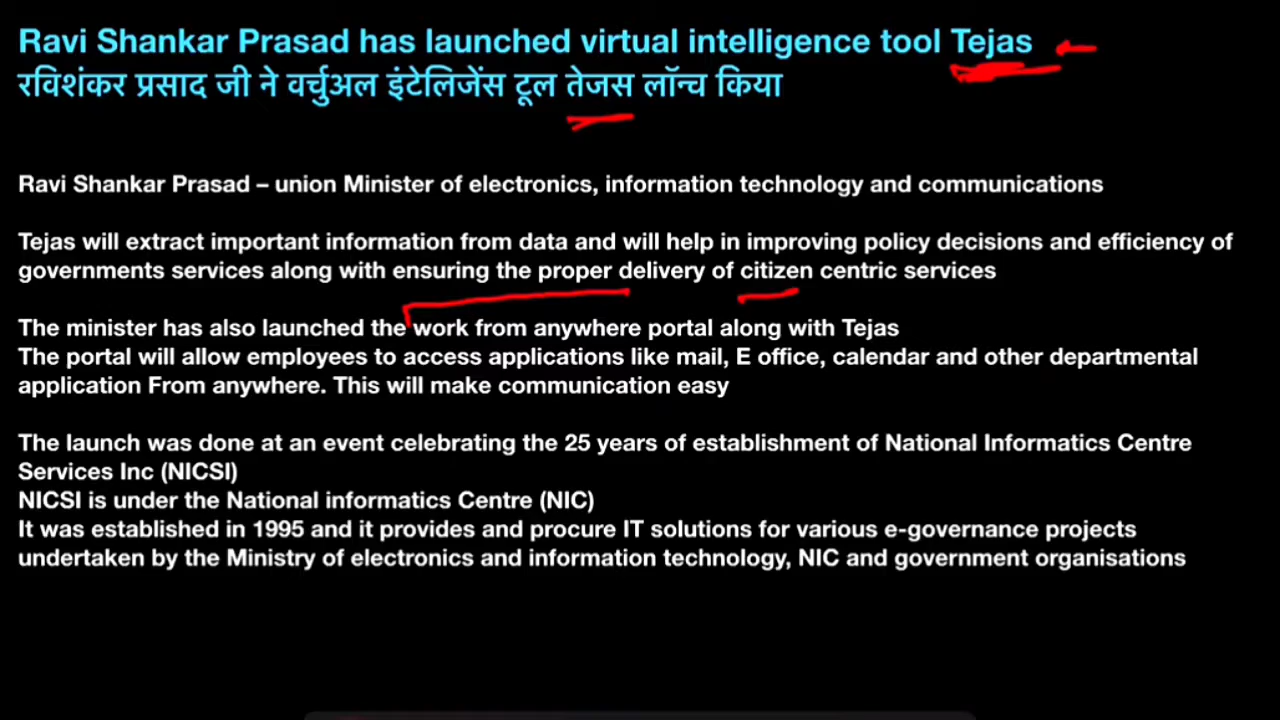 Ravi Shankar Prasad has launched virtual intelligence tool Tejas
रविशंकर प्रसाद जी ने वर्चुअल इंटेलिजेंस टूल तेजस लॉन्च किया
Ravi Shankar Prasad – union Minister of electronics, information technology and communications
Tejas will extract important information from data and will help in improving policy decisions and efficiency of
governments services along with ensuring the proper delivery of citizen centric services
The minister has also launched the work from anywhere portal along with Tejas
The portal will allow employees to access applications like mail, E office, calendar and other departmental
application From anywhere. This will make communication easy
The launch was done at an event celebrating the 25 years of establishment of National Informatics Centre
Services Inc (NICSI)
NICSI is under the National informatics Centre (NIC)
It was established in 1995 and it provides and procure IT solutions for various e-governance projects
undertaken by the Ministry of electronics and information technology, NIC and government organisations